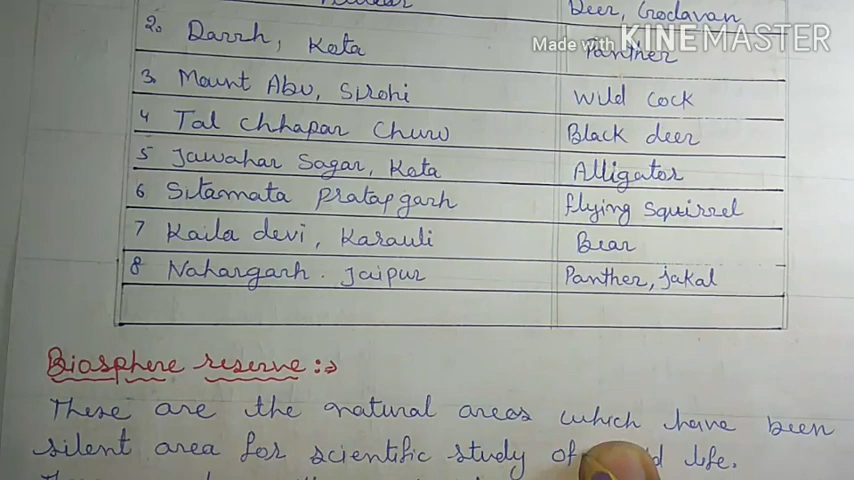 Deer, Godavan
2. Darrh, Kota Panther
Made with KINEMASTER
3. Mount Abu, Sirohi Wild cock
4 Tal Chhapar Churu Black deer
5 Jawahar Sagar, Kota Alligator
6 Sitamata Pratapgarh flying squirrel
7 Kaila devi, Karauli Bear
8 Nahargarh. Jaipur Panther, jakal
Biosphere reserve :->
These are the natural areas which have been
silent area for scientific study of life.